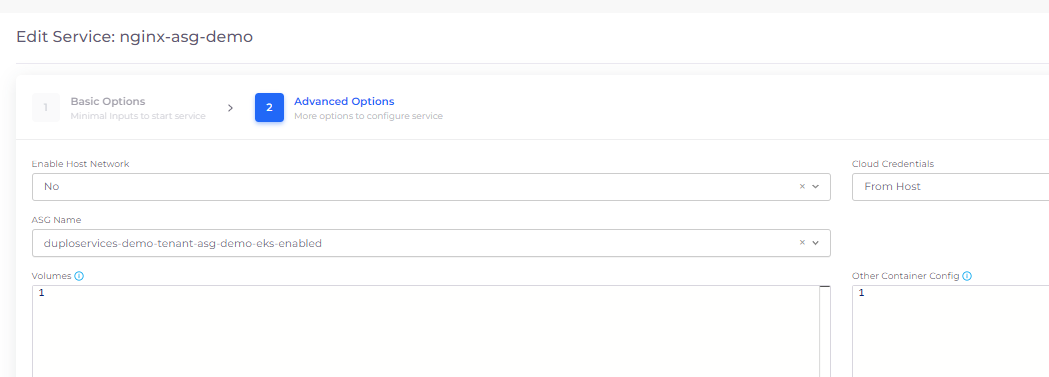 Edit Service: nginx-asg-demo
1 Basic Options
Minimal Inputs to start service
2 Advanced Options
More options to configure service
Enable Host Network
Cloud Credentials
No
From Host
ASG Name
duploservices-demo-tenant-asg-demo-eks-enabled
Volumes
Other Container Config
1
1